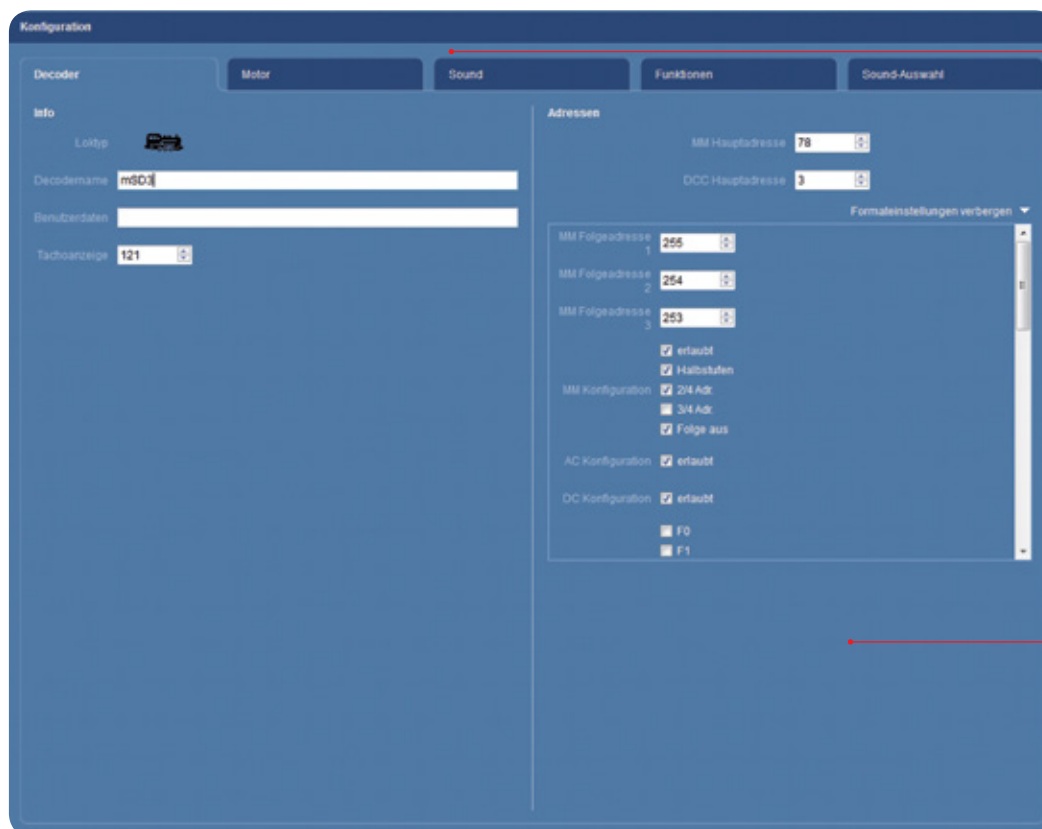 Konfiguration
Decoder
Motor
Sound
Funktionen
Sound-Auswahl
Info
Loktyp
Decodername mSD3
Benutzerdaten
Tachoanzeige 121
Adressen
MM Hauptadresse 78
DCC Hauptadresse 3
Formateinstellungen verbergen
MM Folgeadresse 1 255
MM Folgeadresse 2 254
MM Folgeadresse 3 253
erlaubt
Halbstufen
MM Konfiguration 2/4 Adr.
3/4 Adr.
Folge aus
AC Konfiguration erlaubt
DC Konfiguration erlaubt
F0
F1